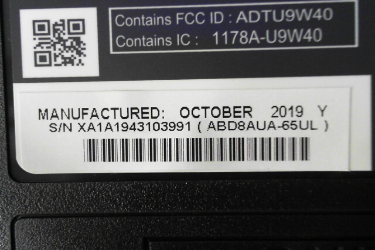 Contains FCC ID : ADTU9W40
Contains IC : 1178A-U9W40
MANUFACTURED: OCTOBER 2019 Y
S/N XA1A1943103991 ( ABD8AUA-65UL )